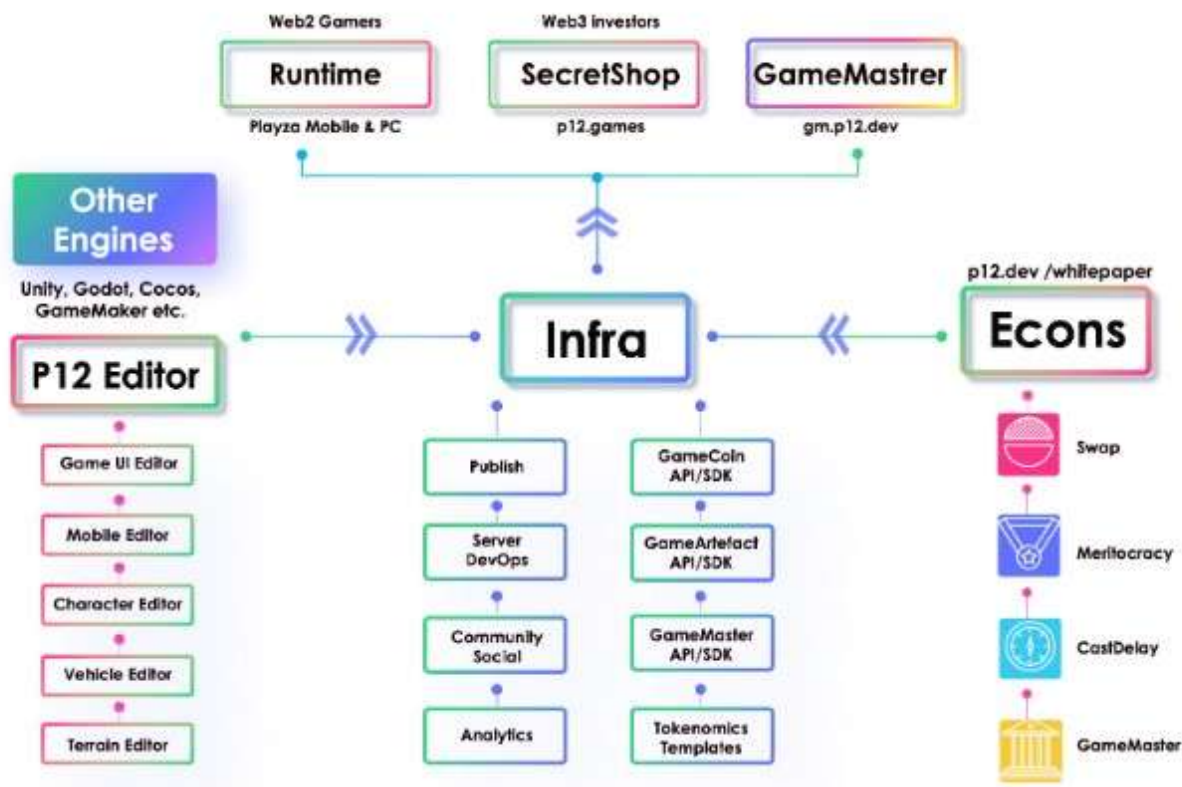 Web2 Gamers
Runtime
Playza Mobile & PC
Web3 investors
SecretShop
p12.games
GameMastrer
gm.p12.dev
Other
Engines
Unity, Godot, Cocos,
GameMaker etc.
P12 Editor
Game UI Editor
Mobile Editor
Character Editor
Vehicle Editor
Terrain Editor
Infra
Publish
Server
DevOps
Community
Social
Analytics
GameCoin
API/SDK
GameArtefact
API/SDK
GameMaster
API/SDK
Tokenomics
Templates
p12.dev /whitepaper
Econs
Swap
Meritocracy
CastDelay
GameMaster